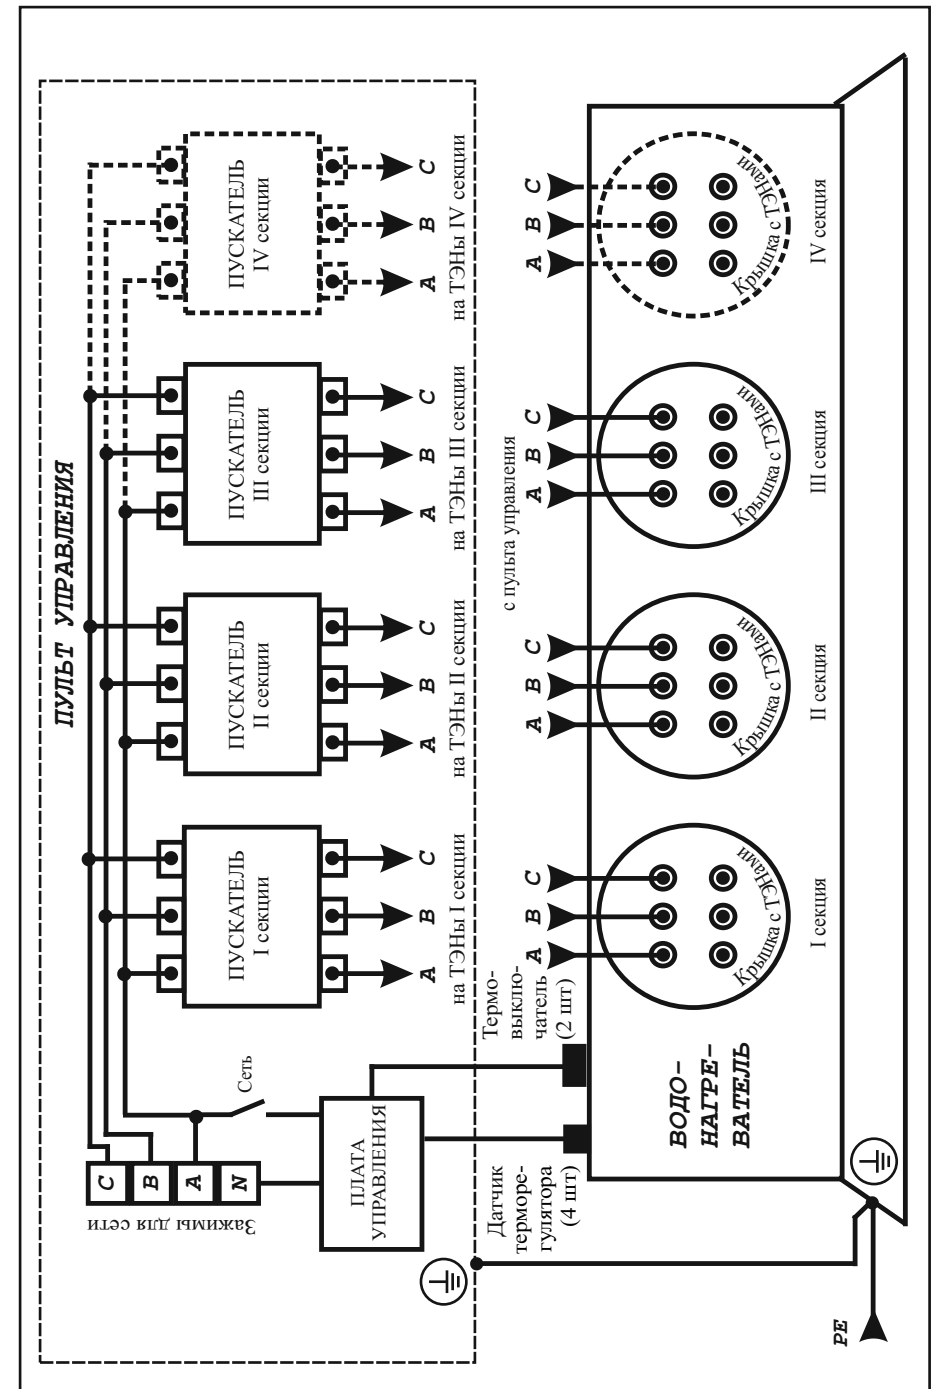 ПУЛЬТ УПРАВЛЕНИЯ
Зажимы для сети
C
B
A
N
Сеть
ПЛАТА
УПРАВЛЕНИЯ
ПУСКАТЕЛЬ
I секции
A
B
C
на ТЭНы I секции
ПУСКАТЕЛЬ
II секции
A
B
C
на ТЭНы II секции
ПУСКАТЕЛЬ
III секции
A
B
C
на ТЭНы III секции
ПУСКАТЕЛЬ
IV секции
A
B
C
на ТЭНы IV секции
Датчик
терморе-
гулятора
(4 шт)
Термо-
выклю-
чатель
(2 шт)
с пульта управления
A
B
C
A
B
C
A
B
C
A
B
C
ВОДО-
НАГРЕ-
ВАТЕЛЬ
Крышка с ТЭНами
Крышка с ТЭНами
Крышка с ТЭНами
Крышка с ТЭНами
I секция
II секция
III секция
IV секция
PE